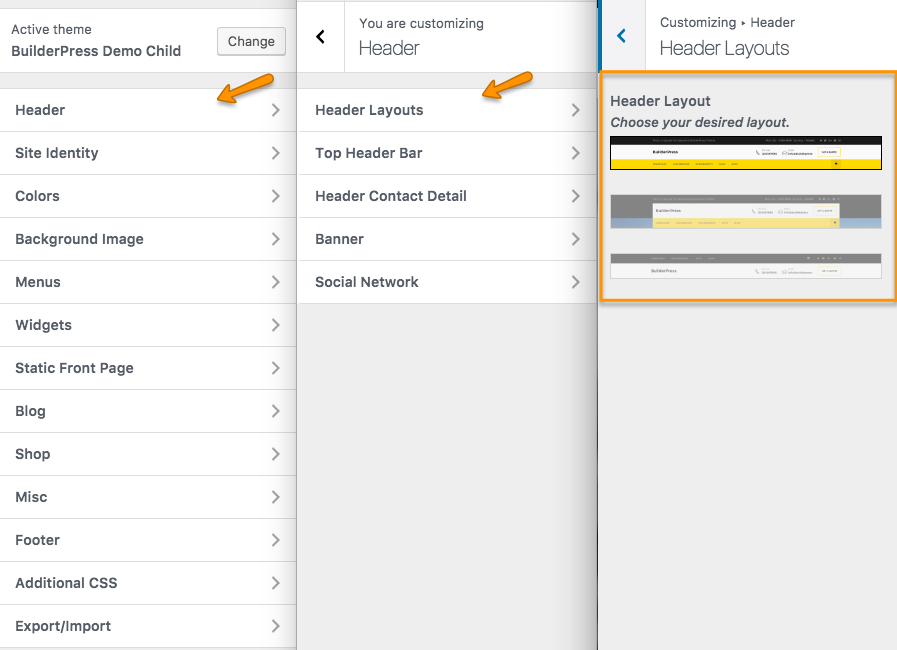 Active theme
BuilderPress Demo Child
Change
Header
Site Identity
Colors
Background Image
Menus
Widgets
Static Front Page
Blog
Shop
Misc
Footer
Additional CSS
Export/Import
You are customizing
Header
Header Layouts
Top Header Bar
Header Contact Detail
Banner
Social Network
Customizing ▸ Header
Header Layouts
Header Layout
Choose your desired layout.
BuilderPress
BuilderPress
BuilderPress